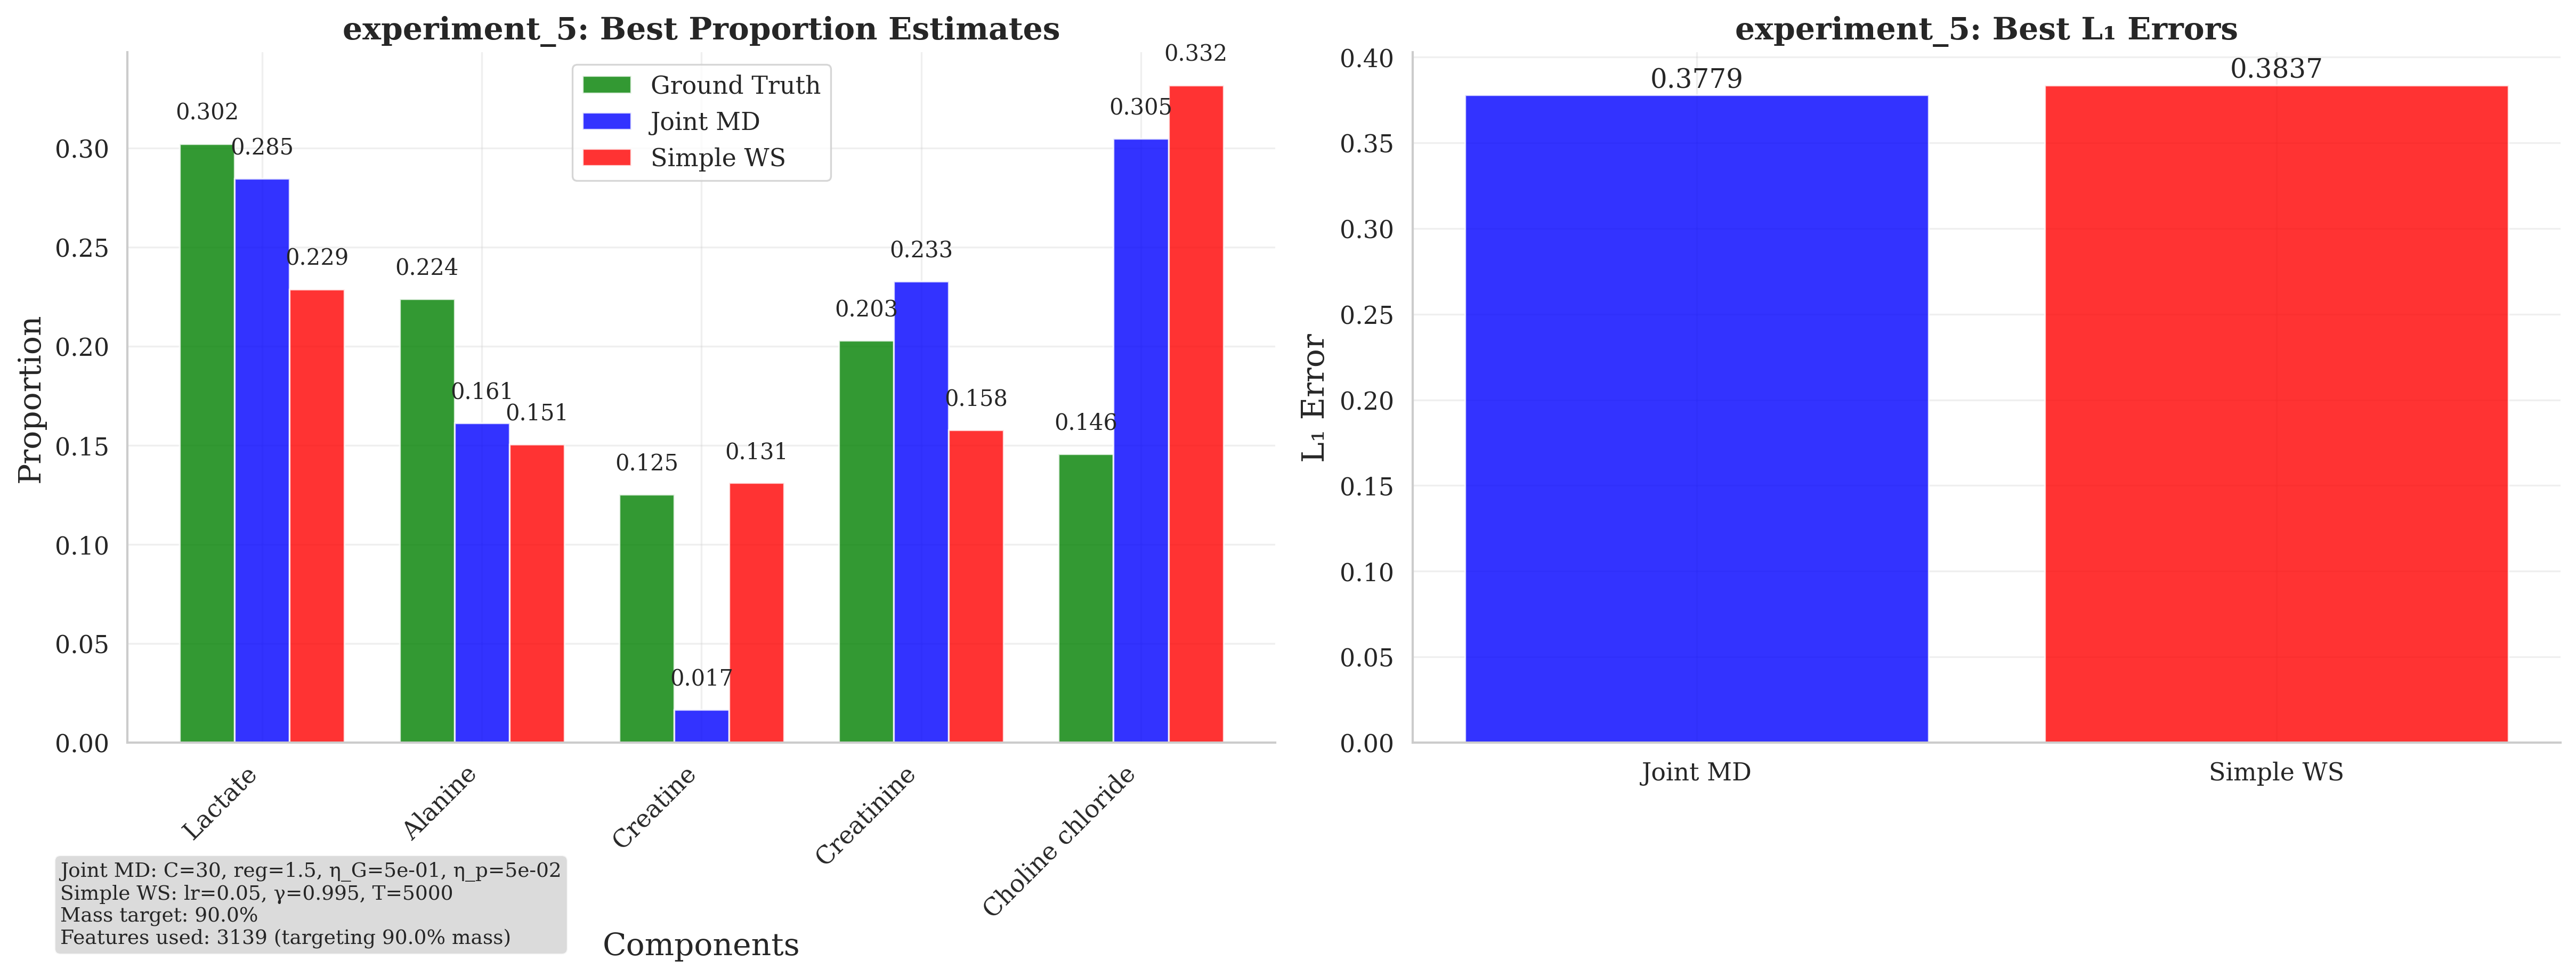 experiment_5: Best Proportion Estimates
Proportion
0.00
0.05
0.10
0.15
0.20
0.25
0.30
Ground Truth
Joint MD
Simple WS
0.302
0.285
0.229
0.224
0.161
0.151
0.125
0.017
0.131
0.203
0.233
0.158
0.146
0.305
0.332
Lactate
Alanine
Creatine
Creatinine
Choline chloride
Components
Joint MD: C=30, reg=1.5, η_G=5e-01, η_p=5e-02
Simple WS: lr=0.05, γ=0.995, T=5000
Mass target: 90.0%
Features used: 3139 (targeting 90.0% mass)
experiment_5: Best L₁ Errors
L₁ Error
0.00
0.05
0.10
0.15
0.20
0.25
0.30
0.35
0.40
0.3779
0.3837
Joint MD
Simple WS